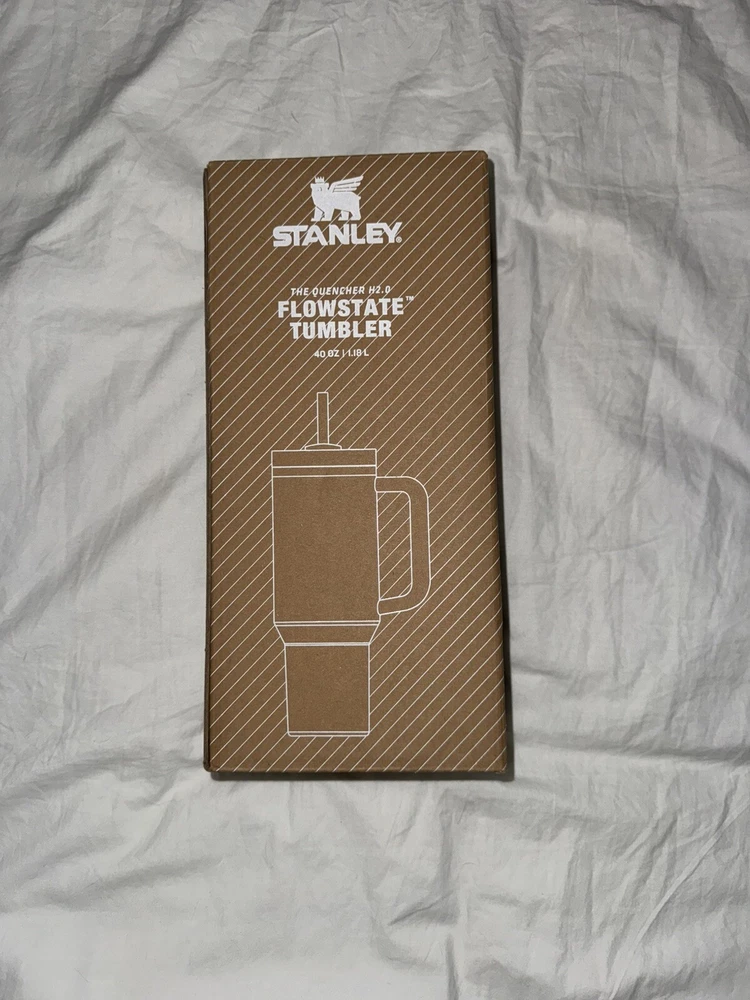 STANLEY®
THE QUENCHER H2.0
FLOWSTATE™
TUMBLER
40 OZ | 1.18 L